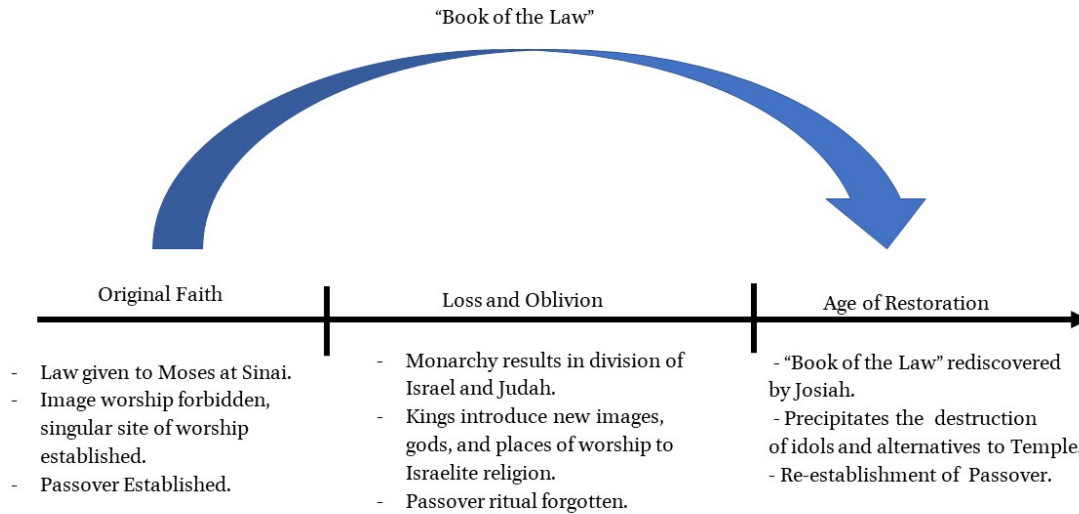 “Book of the Law”
Original Faith
Loss and Oblivion
Age of Restoration
- Law given to Moses at Sinai.
- Image worship forbidden,
singular site of worship
established.
- Passover Established.
- Monarchy results in division of
Israel and Judah.
- Kings introduce new images,
gods, and places of worship to
Israelite religion.
- Passover ritual forgotten.
- “Book of the Law” rediscovered
by Josiah.
- Precipitates the destruction
of idols and alternatives to Temple.
- Re-establishment of Passover.